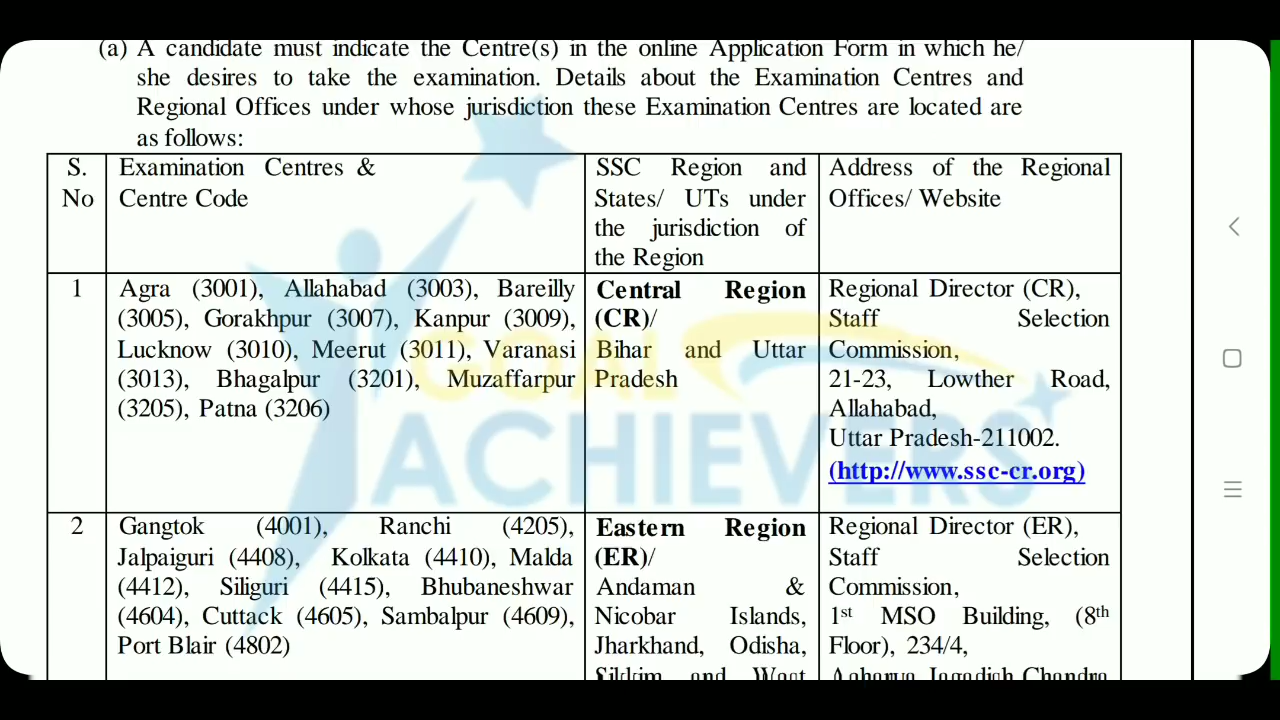 (a) A candidate must indicate the Centre(s) in the online Application Form in which he/
she desires to take the examination. Details about the Examination Centres and
Regional Offices under whose jurisdiction these Examination Centres are located are
as follows:
S.
No
Examination Centres &
Centre Code
SSC Region and
States/ UTs under
the jurisdiction of
the Region
Address of the Regional
Offices/ Website
1
Agra (3001), Allahabad (3003), Bareilly
(3005), Gorakhpur (3007), Kanpur (3009),
Lucknow (3010), Meerut (3011), Varanasi
(3013), Bhagalpur (3201), Muzaffarpur
(3205), Patna (3206)
Central Region
(CR)/
Bihar and Uttar
Pradesh
Regional Director (CR),
Staff Selection
Commission,
21-23, Lowther Road,
Allahabad,
Uttar Pradesh-211002.
(http://www.ssc-cr.org)
2
Gangtok (4001), Ranchi (4205),
Jalpaiguri (4408), Kolkata (4410), Malda
(4412), Siliguri (4415), Bhubaneshwar
(4604), Cuttack (4605), Sambalpur (4609),
Port Blair (4802)
Eastern Region
(ER)/
Andaman &
Nicobar Islands,
Jharkhand, Odisha,
Sikkim and West
Regional Director (ER),
Staff Selection
Commission,
1st MSO Building, (8th
Floor), 234/4,
Acharya Jagadish Chandra
GOAL
ACHIEVERS